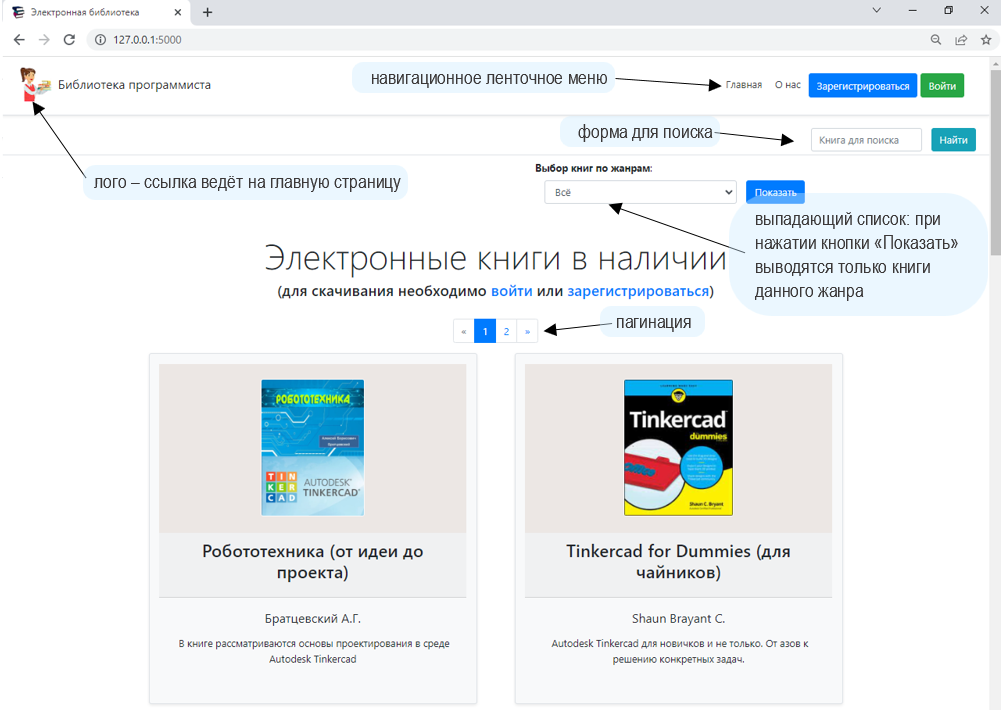 Электронная библиотека
127.0.0.1:5000
Библиотека программиста
навигационное ленточное меню
Главная
О нас
Зарегистрироваться
Войти
форма для поиска
Книга для поиска
Найти
лого – ссылка ведёт на главную страницу
Выбор книг по жанрам:
Всё
Показать
выпадающий список: при
нажатии кнопки «Показать»
выводятся только книги
данного жанра
Электронные книги в наличии
(для скачивания необходимо войти или зарегистрироваться)
« 1 2 »
пагинация
РОБОТОТЕХНИКА
TIN
KER
CAD
AUTODESK®
TINKERCAD®
Tinkercad
dummies
Shaun C. Bryant
Робототехника (от идеи до
проекта)
Братцевский А.Г.
В книге рассматриваются основы проектирования в среде
Autodesk Tinkercad
Tinkercad for Dummies (для
чайников)
Shaun Brayant C.
Autodesk Tinkercad для новичков и не только. От азов к
решению конкретных задач.